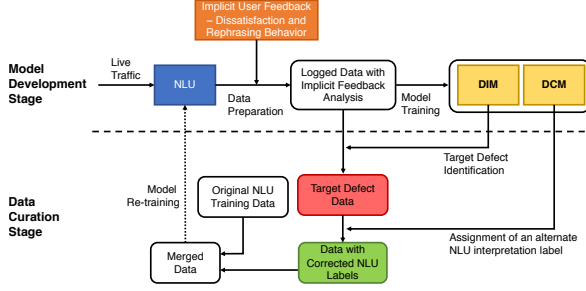 Implicit User Feedback
– Dissatisfaction and
Rephrasing Behavior
Model
Development
Stage
Live
Traffic
NLU
Data
Preparation
Logged Data with
Implicit Feedback
Analysis
Model
Training
DIM
DCM
Target Defect
Identification
Data
Curation
Stage
Model
Re-training
Original NLU
Training Data
Target Defect
Data
Assignment of an alternate
NLU interpretation label
Merged
Data
Data with
Corrected NLU
Labels